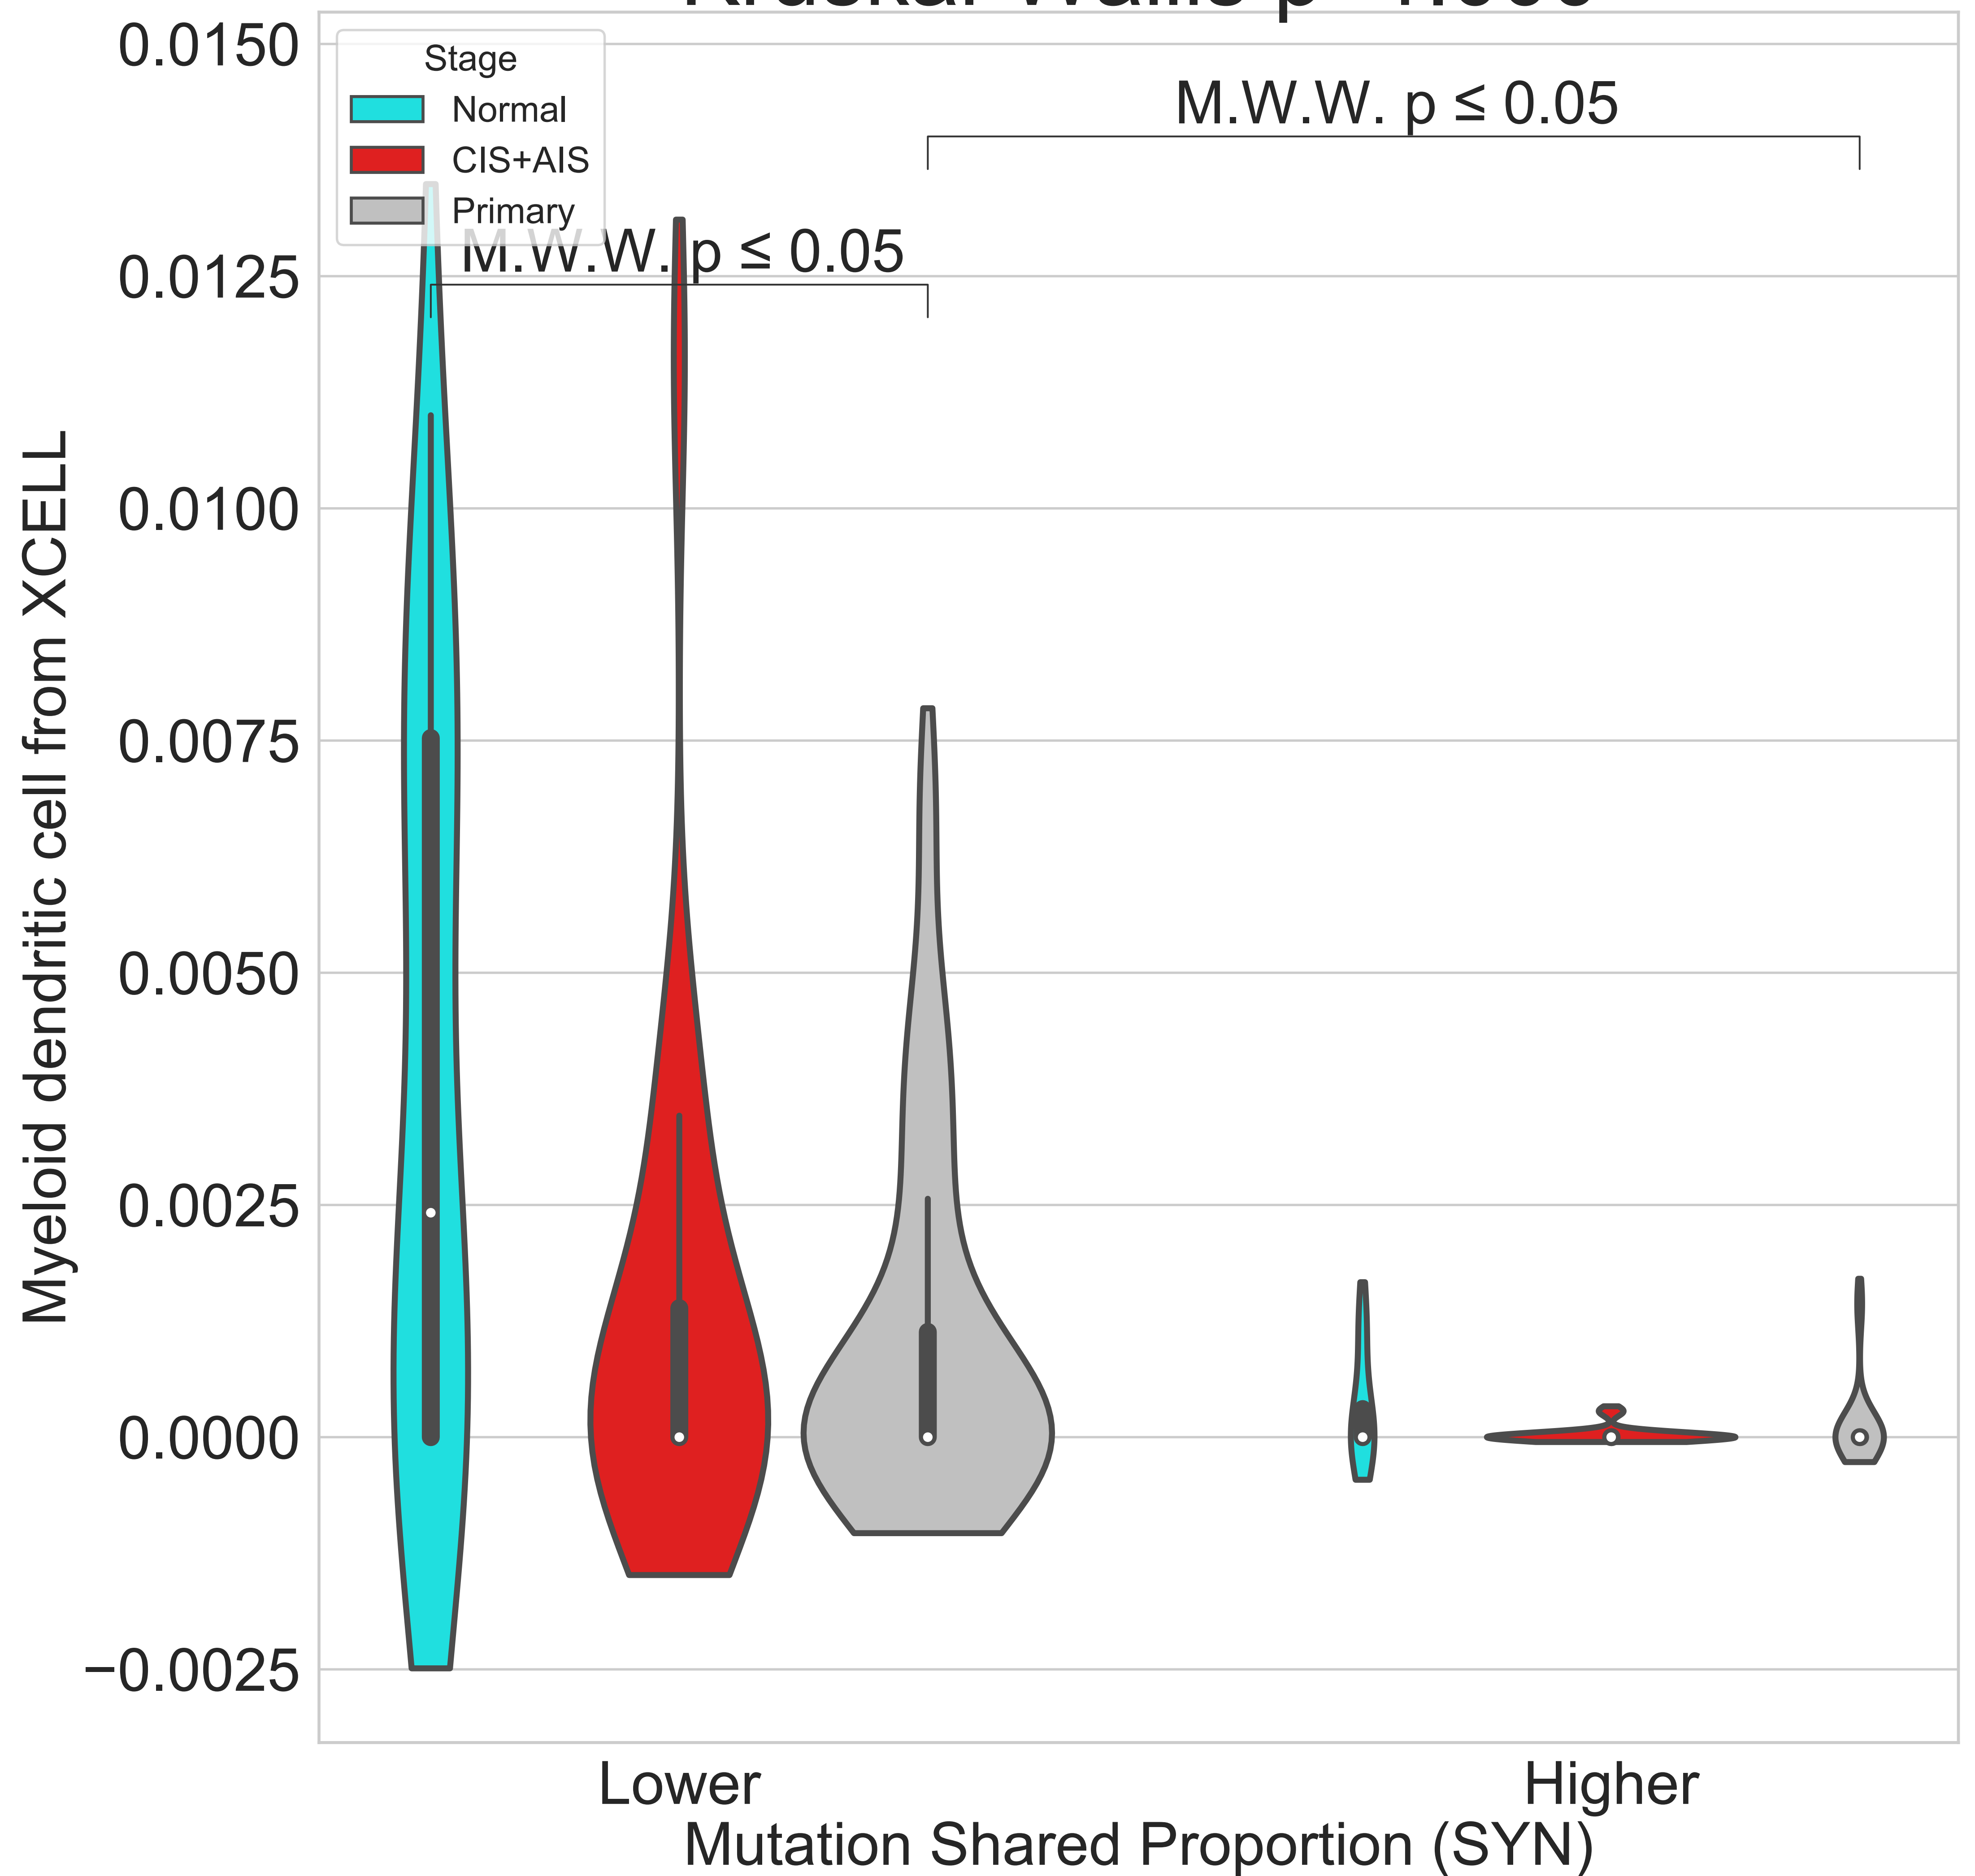 0.0150
0.0125
0.0100
0.0075
0.0050
0.0025
0.0000
−0.0025
Myeloid dendritic cell from XCELL
Stage
Normal
CIS+AIS
Primary
M.W.W. p ≤ 0.05
M.W.W. p ≤ 0.05
Lower
Higher
Mutation Shared Proportion (SYN)